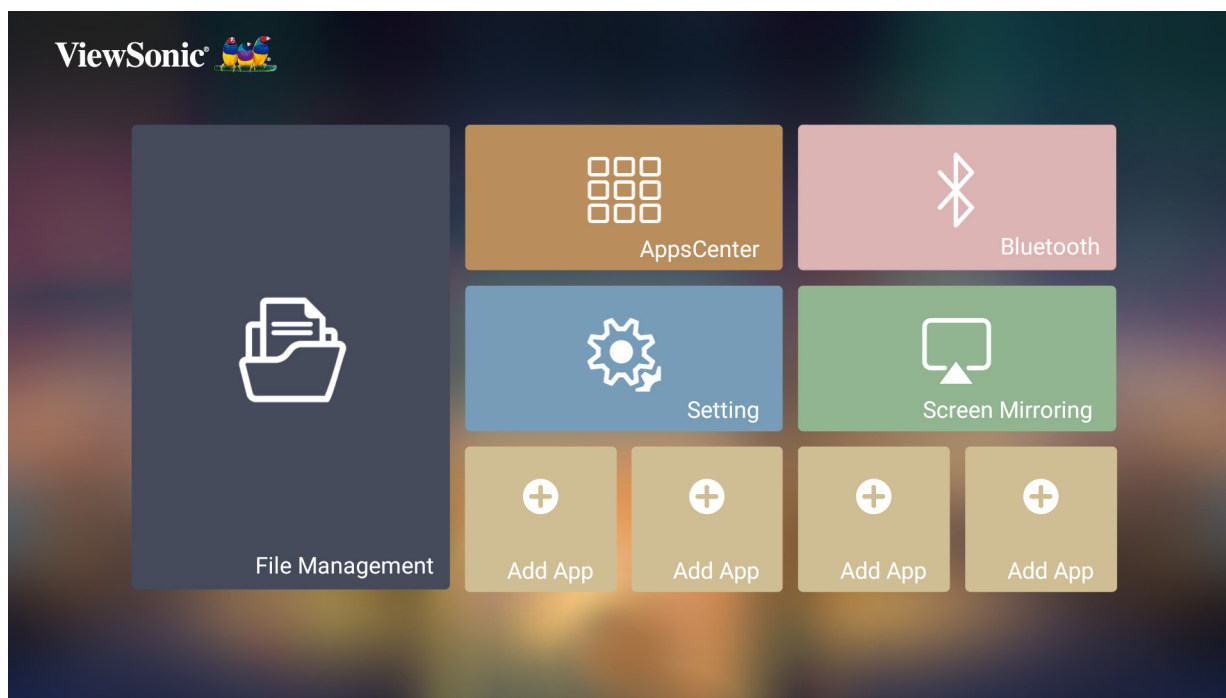 ViewSonic®
AppsCenter
Bluetooth
Setting
Screen Mirroring
File Management
Add App
Add App
Add App
Add App